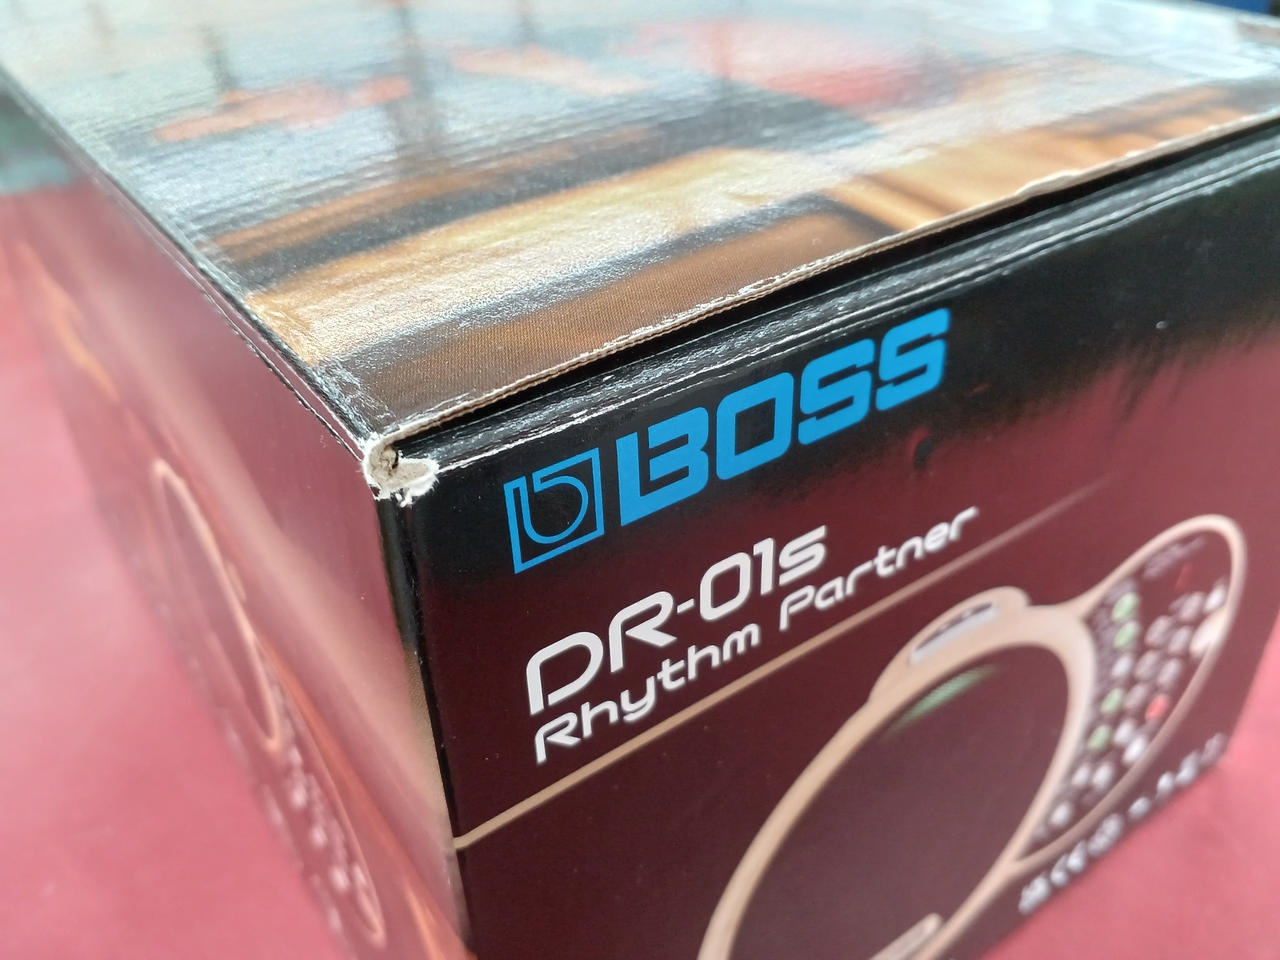 BOSS
DR-01s
Rhythm Partner